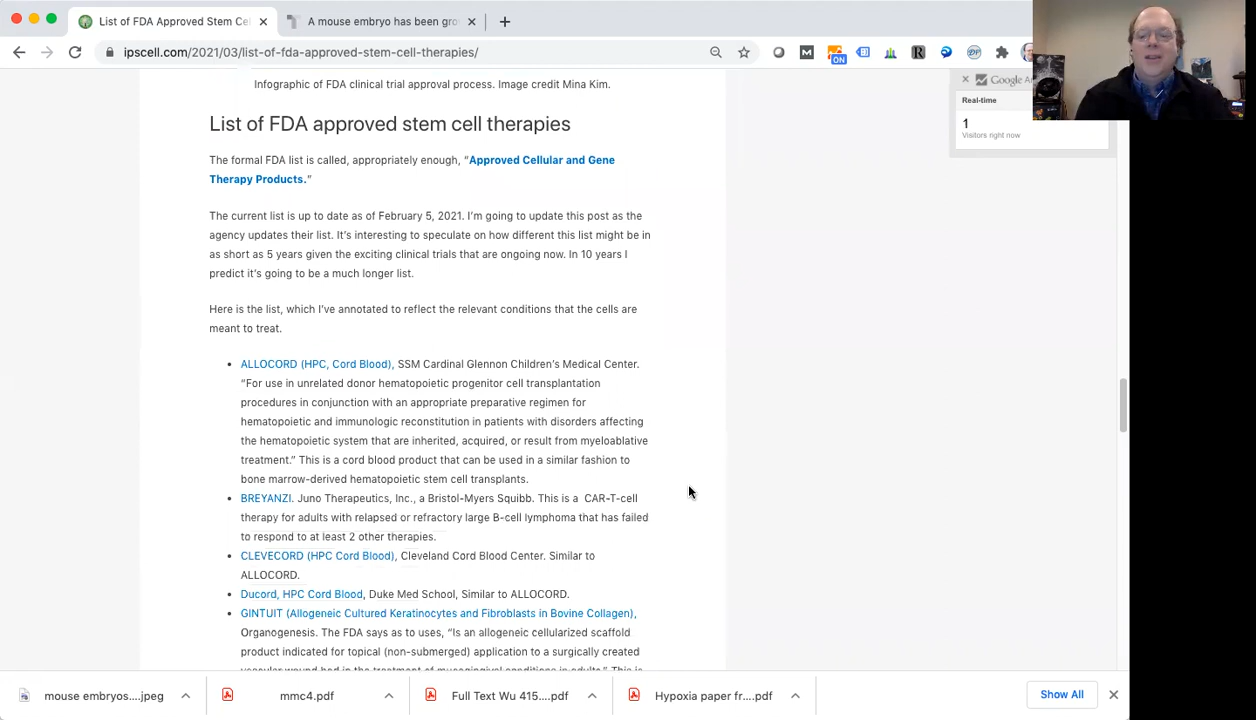 List of FDA Approved Stem Ce
A mouse embryo has been gro
ipscell.com/2021/03/list-of-fda-approved-stem-cell-therapies/
ON
Infographic of FDA clinical trial approval process. Image credit Mina Kim.
Google
Real-time
1
Visitors right now
List of FDA approved stem cell therapies
The formal FDA list is called, appropriately enough, “Approved Cellular and Gene
Therapy Products.”
The current list is up to date as of February 5, 2021. I’m going to update this post as the
agency updates their list. It’s interesting to speculate on how different this list might be in
as short as 5 years given the exciting clinical trials that are ongoing now. In 10 years I
predict it’s going to be a much longer list.
Here is the list, which I’ve annotated to reflect the relevant conditions that the cells are
meant to treat.
ALLOCORD (HPC, Cord Blood), SSM Cardinal Glennon Children’s Medical Center.
“For use in unrelated donor hematopoietic progenitor cell transplantation
procedures in conjunction with an appropriate preparative regimen for
hematopoietic and immunologic reconstitution in patients with disorders affecting
the hematopoietic system that are inherited, acquired, or result from myeloablative
treatment.” This is a cord blood product that can be used in a similar fashion to
bone marrow-derived hematopoietic stem cell transplants.
BREYANZI. Juno Therapeutics, Inc., a Bristol-Myers Squibb. This is a CAR-T-cell
therapy for adults with relapsed or refractory large B-cell lymphoma that has failed
to respond to at least 2 other therapies.
CLEVECORD (HPC Cord Blood), Cleveland Cord Blood Center. Similar to
ALLOCORD.
Ducord, HPC Cord Blood, Duke Med School, Similar to ALLOCORD.
GINTUIT (Allogeneic Cultured Keratinocytes and Fibroblasts in Bovine Collagen),
Organogenesis. The FDA says as to uses, “Is an allogeneic cellularized scaffold
product indicated for topical (non-submerged) application to a surgically created
vascular wound bed in the treatment of mucogingival conditions in adults.” This is
mouse embryos....jpeg
mmc4.pdf
Full Text Wu 415....pdf
Hypoxia paper fr....pdf
Show All